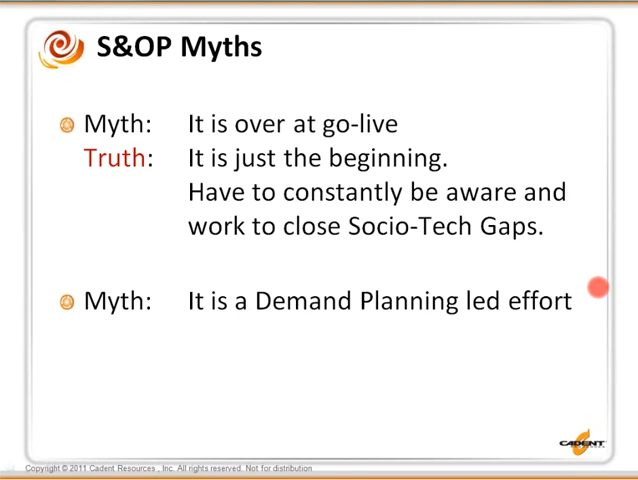 S&OP Myths
Myth: It is over at go-live
Truth: It is just the beginning.
Have to constantly be aware and
work to close Socio-Tech Gaps.
Myth: It is a Demand Planning led effort
CADENT
Copyright © 2011 Cadent Resources , Inc. All rights reserved. Not for distribution